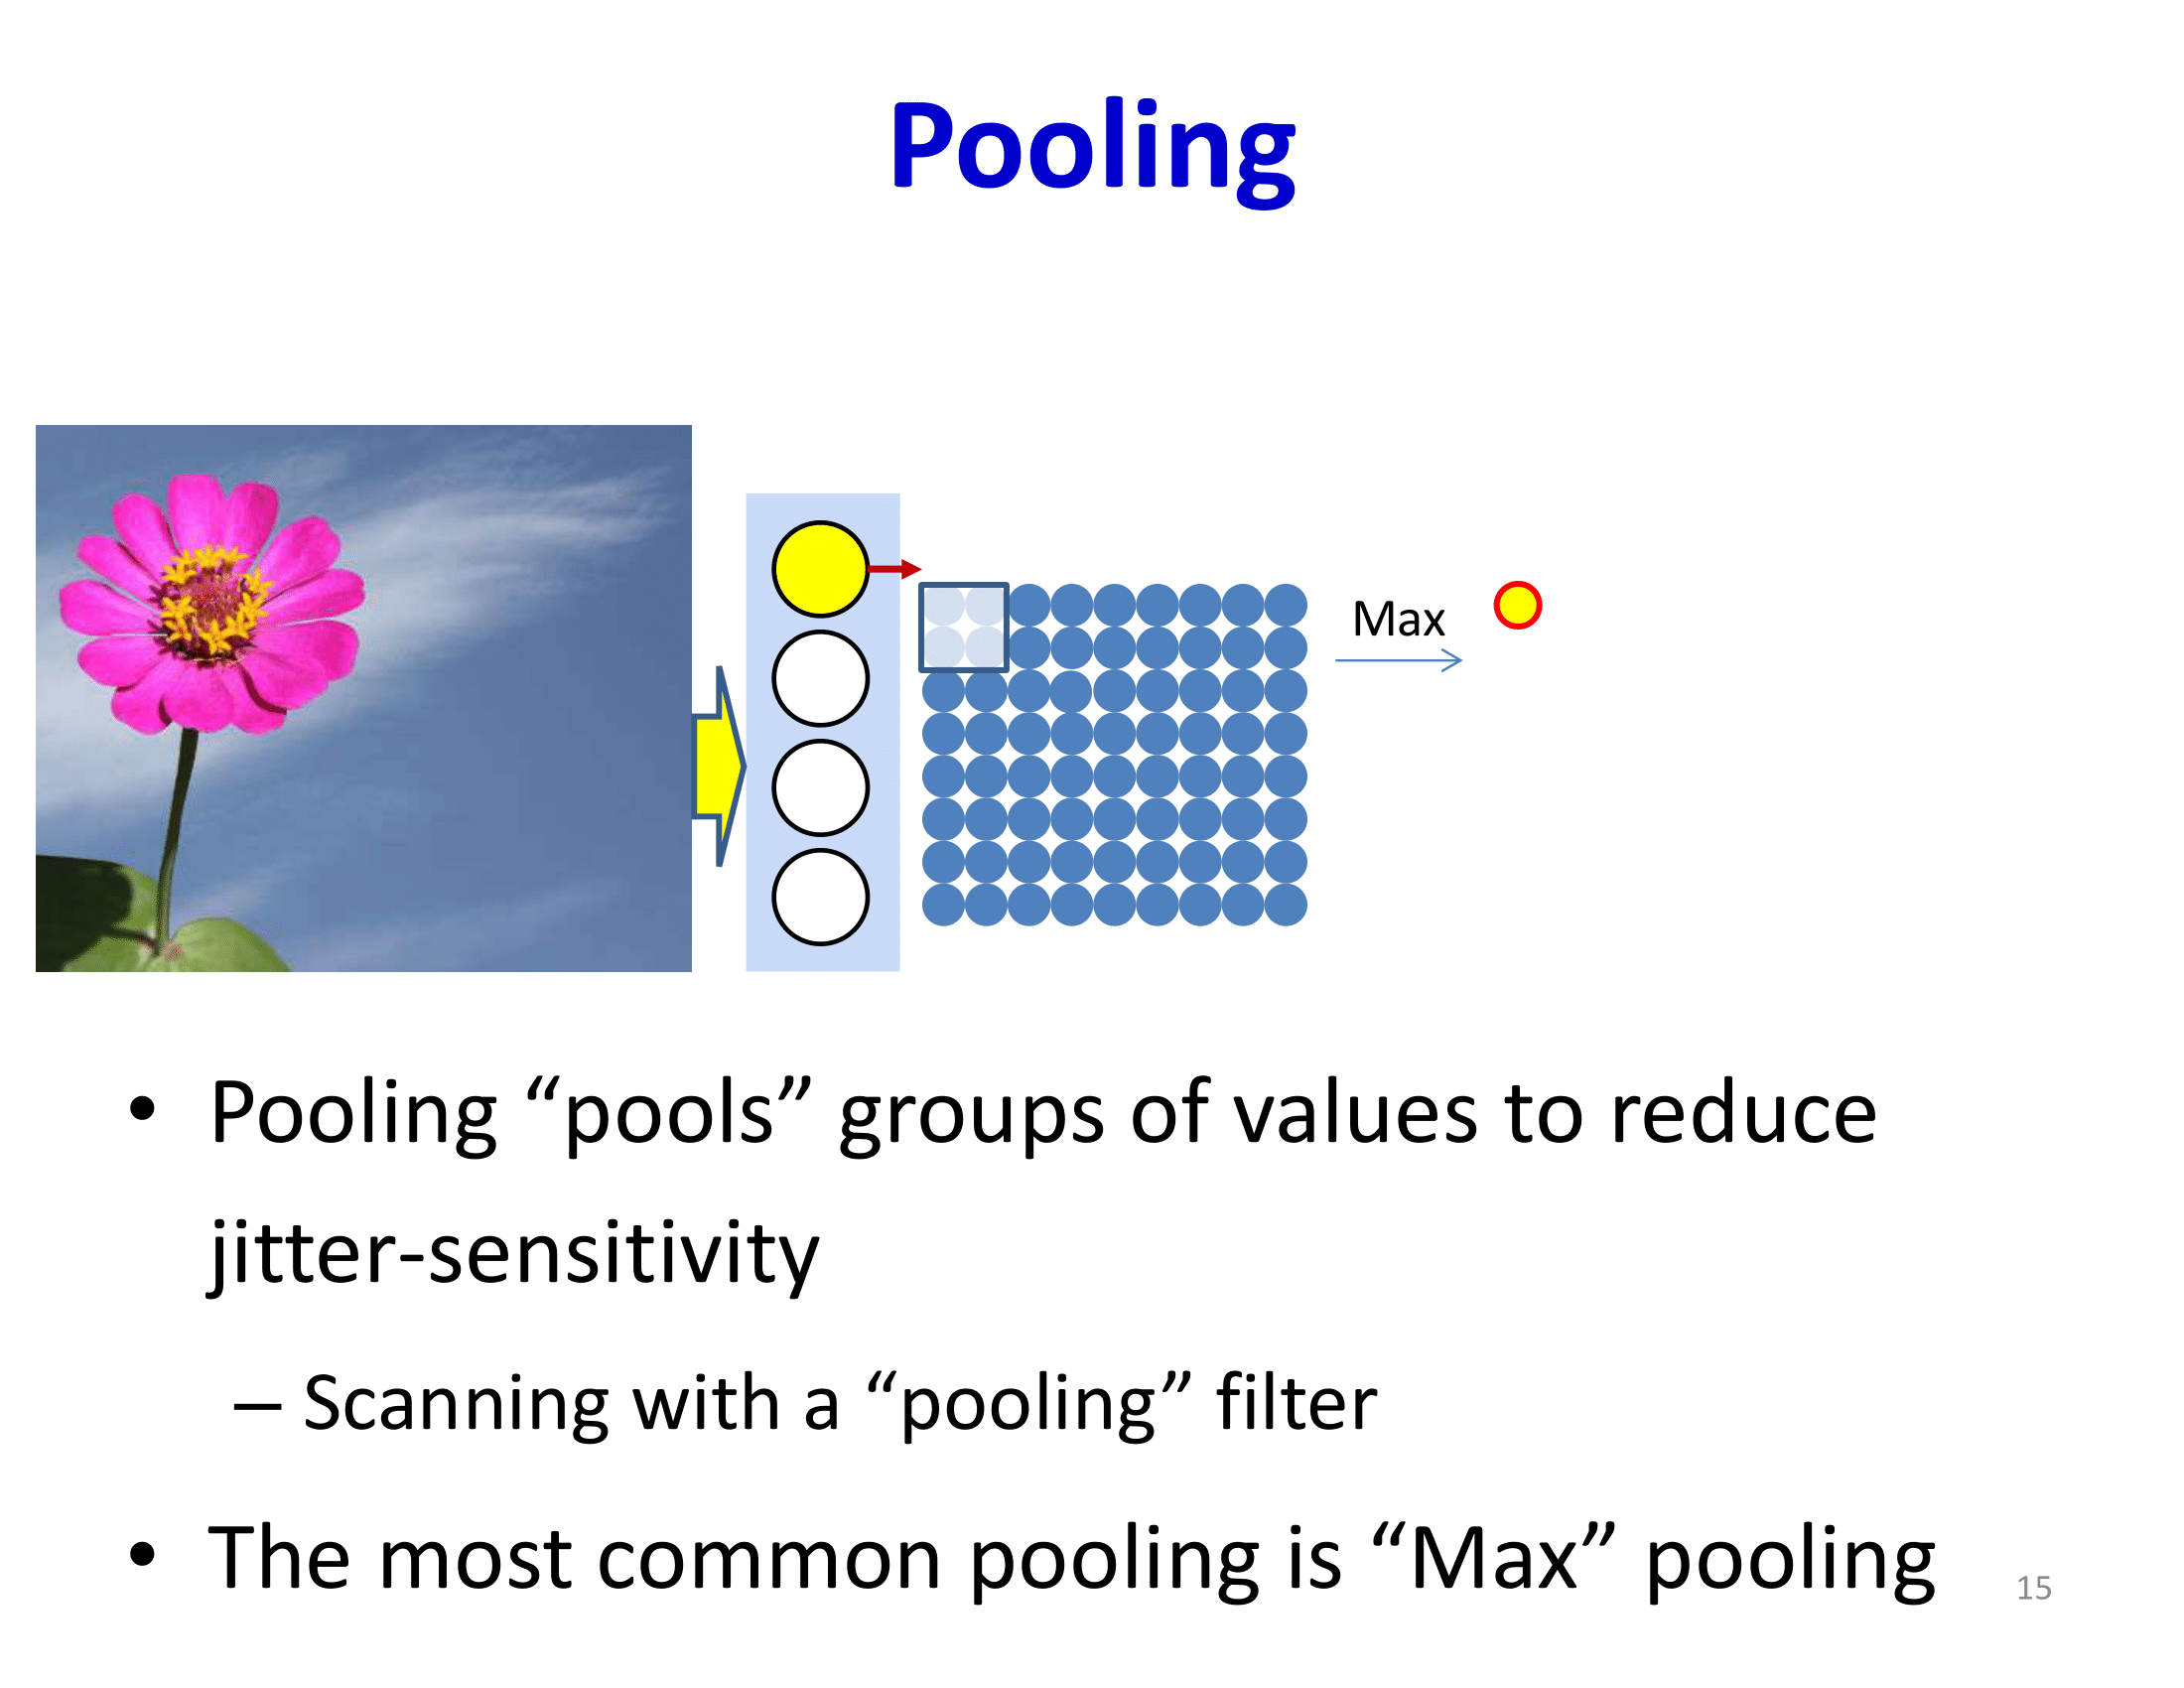 Pooling
Max
• Pooling “pools” groups of values to reduce
jitter-sensitivity
– Scanning with a “pooling” filter
• The most common pooling is “Max” pooling
15